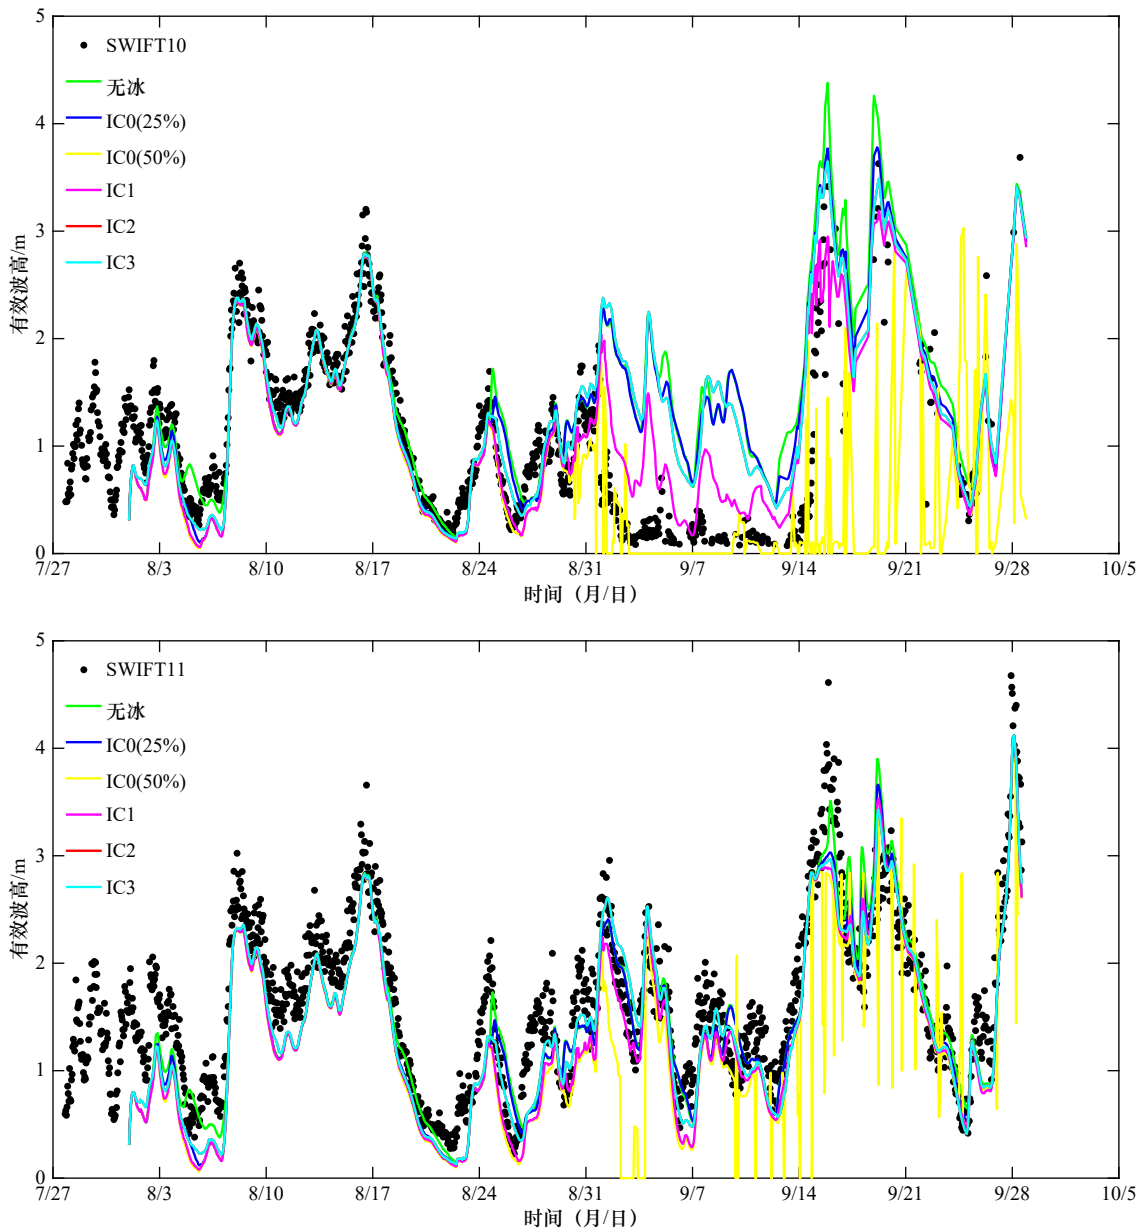 5
4
3
2
1
0
有效波高/m
SWIFT10
无冰
IC0(25%)
IC0(50%)
IC1
IC2
IC3
7/27 8/3 8/10 8/17 8/24 8/31 9/7 9/14 9/21 9/28 10/5
时间（月/日）
5
4
3
2
1
0
有效波高/m
SWIFT11
无冰
IC0(25%)
IC0(50%)
IC1
IC2
IC3
7/27 8/3 8/10 8/17 8/24 8/31 9/7 9/14 9/21 9/28 10/5
时间（月/日）